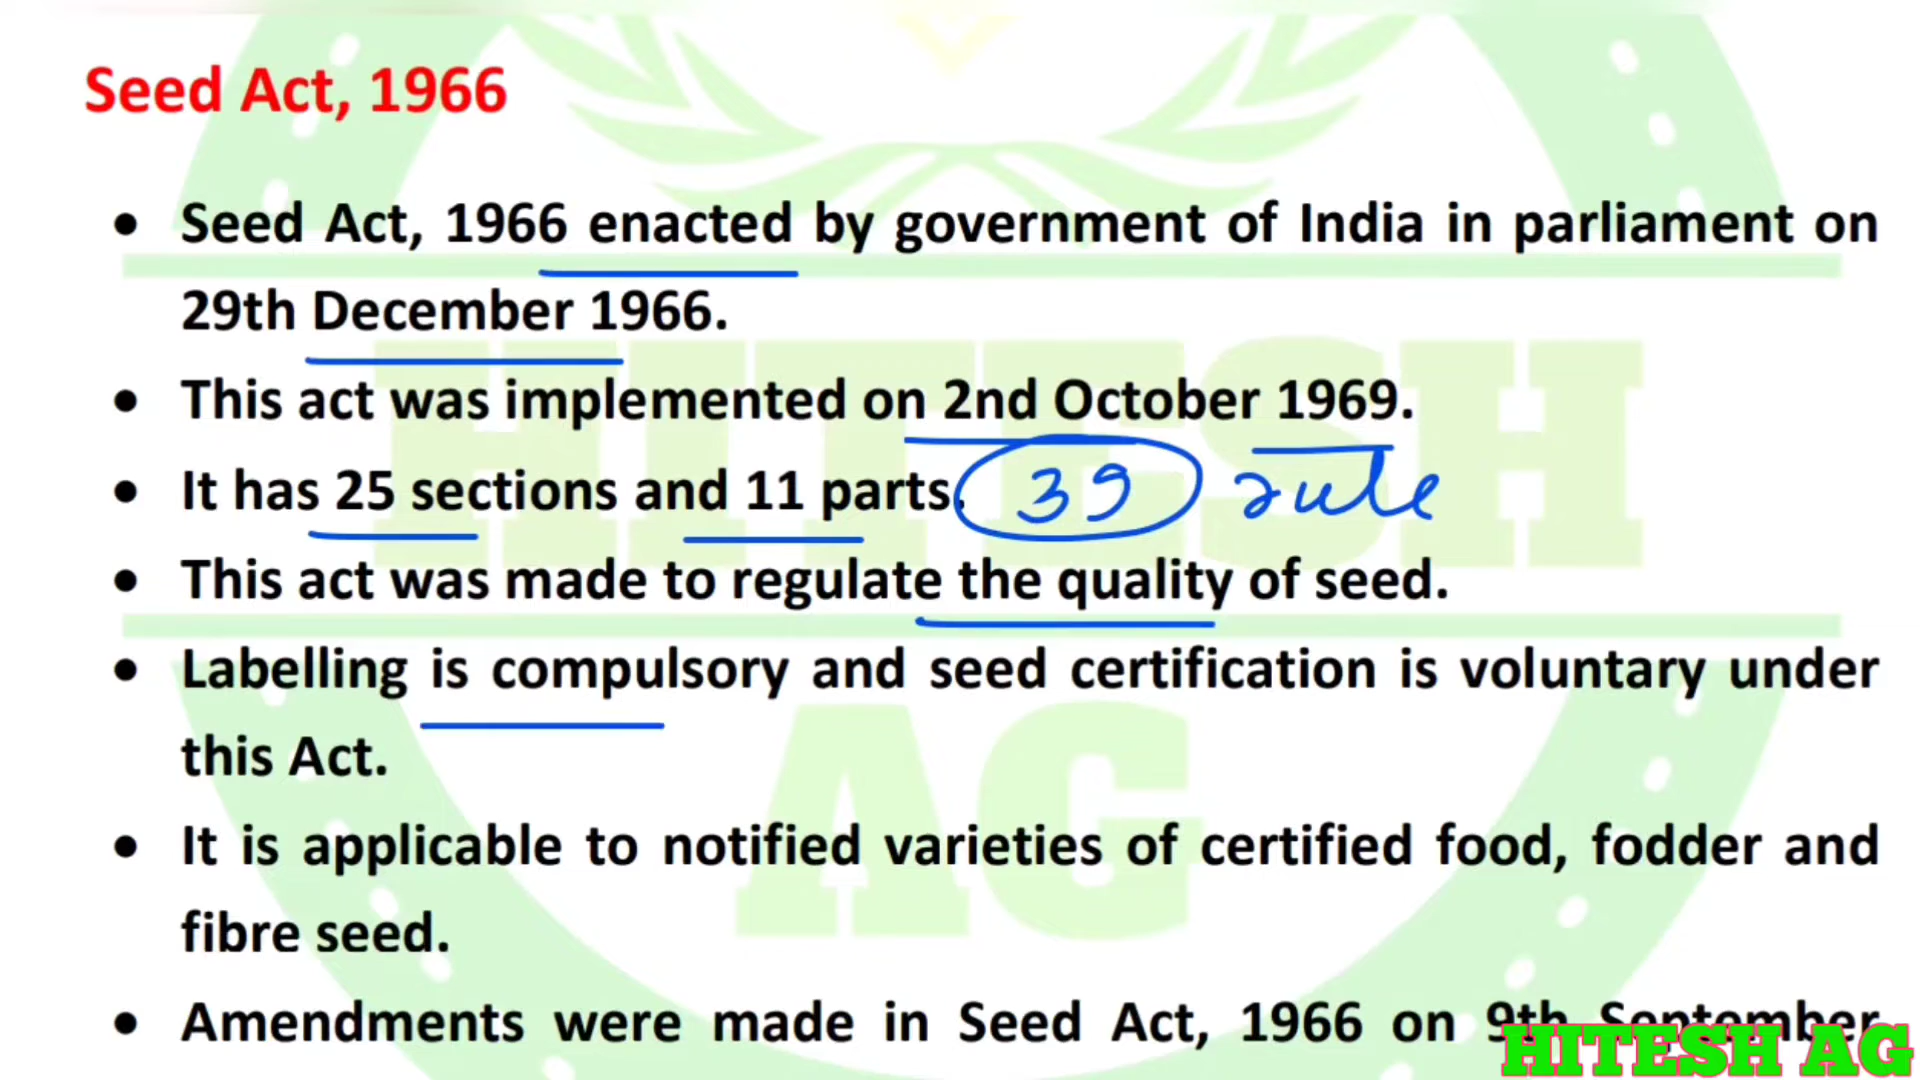 Seed Act, 1966
• Seed Act, 1966 enacted by government of India in parliament on
29th December 1966.
• This act was implemented on 2nd October 1969.
• It has 25 sections and 11 parts. 39 rule
• This act was made to regulate the quality of seed.
• Labelling is compulsory and seed certification is voluntary under
this Act.
• It is applicable to notified varieties of certified food, fodder and
fibre seed.
• Amendments were made in Seed Act, 1966 on 9th September
HITESH AG
HITESH
AG